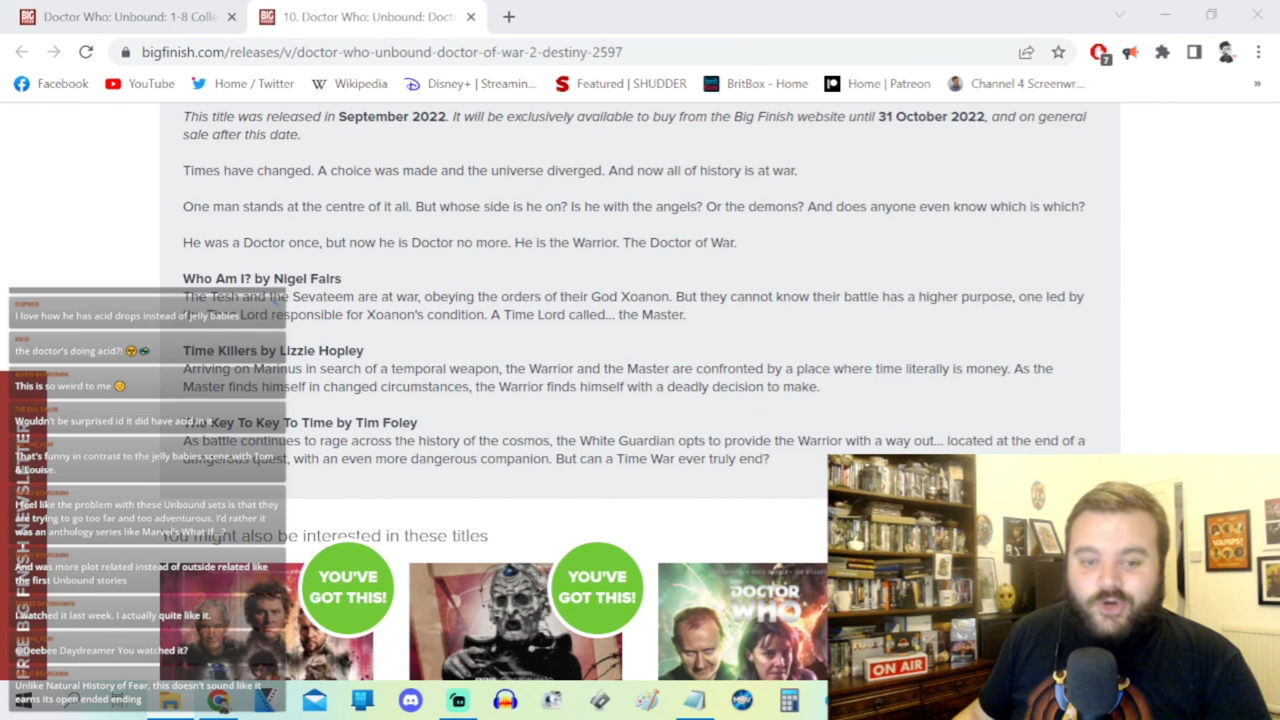 Doctor Who: Unbound: 1-8 Colle
10. Doctor Who: Unbound: Docto
bigfinish.com/releases/v/doctor-who-unbound-doctor-of-war-2-destiny-2597
7
Facebook
YouTube
Home / Twitter
Wikipedia
Disney+ | Streamin...
Featured | SHUDDER
BritBox - Home
Home | Patreon
Channel 4 Screenwr...
This title was released in September 2022. It will be exclusively available to buy from the Big Finish website until 31 October 2022, and on general
sale after this date.
Times have changed. A choice was made and the universe diverged. And now all of history is at war.
One man stands at the centre of it all. But whose side is he on? Is he with the angels? Or the demons? And does anyone even know which is which?
He was a Doctor once, but now he is Doctor no more. He is the Warrior. The Doctor of War.
Who Am I? by Nigel Fairs
The Tesh and the Sevateem are at war, obeying the orders of their God Xoanon. But they cannot know their battle has a higher purpose, one led by
Lord responsible for Xoanon's condition. A Time Lord called... the Master.
Time Killers by Lizzie Hopley
Arriving on Marinus in search of a temporal weapon, the Warrior and the Master are confronted by a place where time literally is money. As the
Master finds himself in changed circumstances, the Warrior finds himself with a deadly decision to make.
Key To Key To Time by Tim Foley
As battle continues to rage across the history of the cosmos, the White Guardian opts to provide the Warrior with a way out... located at the end of a
dangerous quest, with an even more dangerous companion. But can a Time War ever truly end?
You might also be interested in these titles
YOU'VE
GOT THIS!
YOU'VE
GOT THIS!
DOCTOR
WHO
I love how he has acid drops instead of jelly babies
the doctor's doing acid?!
This is so weird to me
Wouldn't be surprised id it did have acid in it
That's funny in contrast to the jelly babies scene with Tom
& Louise.
I feel like the problem with these Unbound sets is that they
are trying to go too far and too adventurous. I'd rather it
was an anthology series like Marvel's What If...?
And was more plot related instead of outside related like
the first Unbound stories
I watched it last week. I actually quite like it.
@Deebee Daydreamer You watched it?
Unlike Natural History of Fear, this doesn't sound like it
earns its open ended ending
FREE BIG FINISH NEWSLETTER
VAMPS!
ON AIR